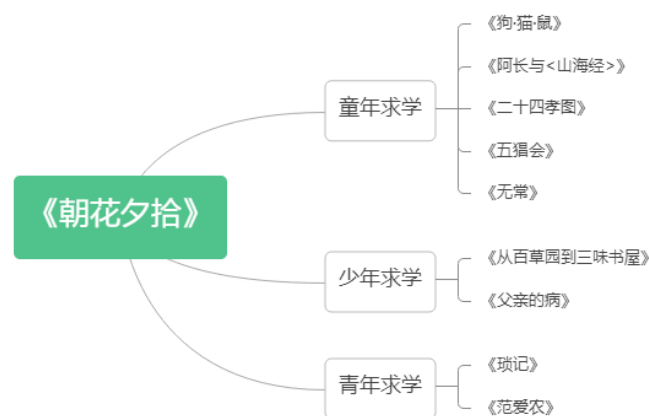 《朝花夕拾》
童年求学
《狗·猫·鼠》
《阿长与<山海经>》
《二十四孝图》
《五猖会》
《无常》
少年求学
《从百草园到三味书屋》
《父亲的病》
青年求学
《琐记》
《范爱农》